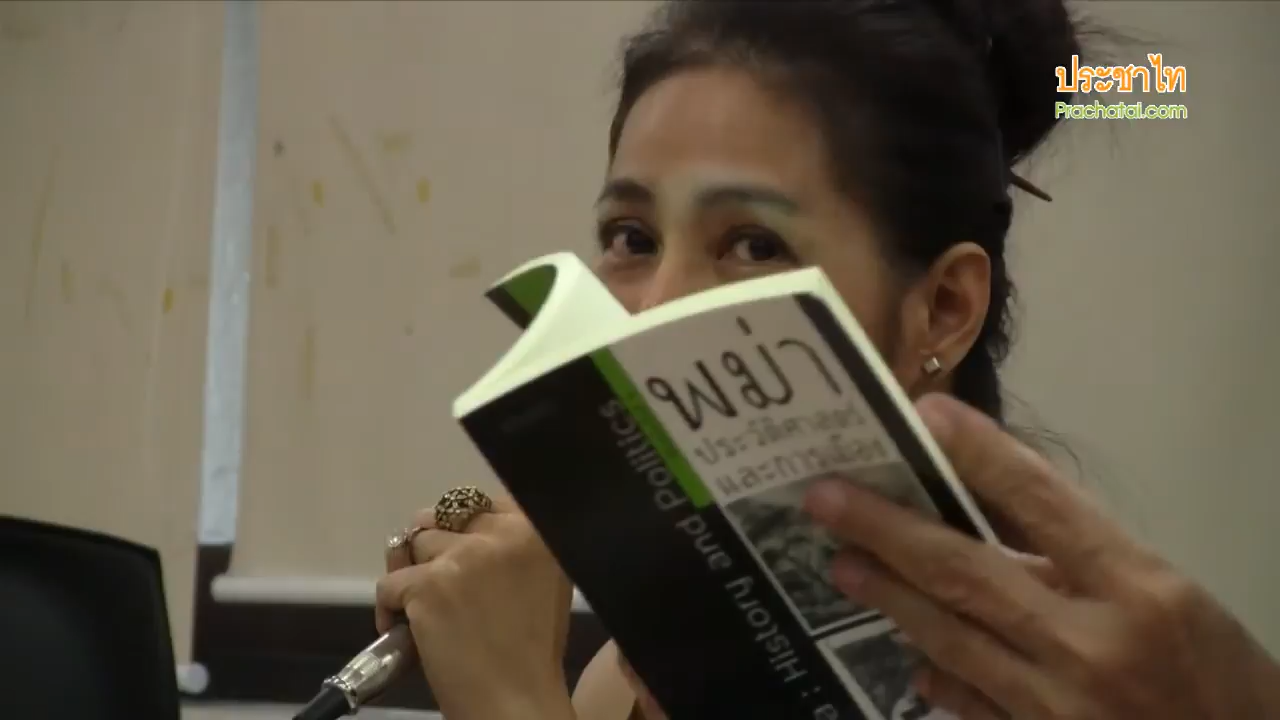 ประชาไท
Prachatai.com
พม่า
ประวัติศาสตร์
และการเมือง
a : History and Politics